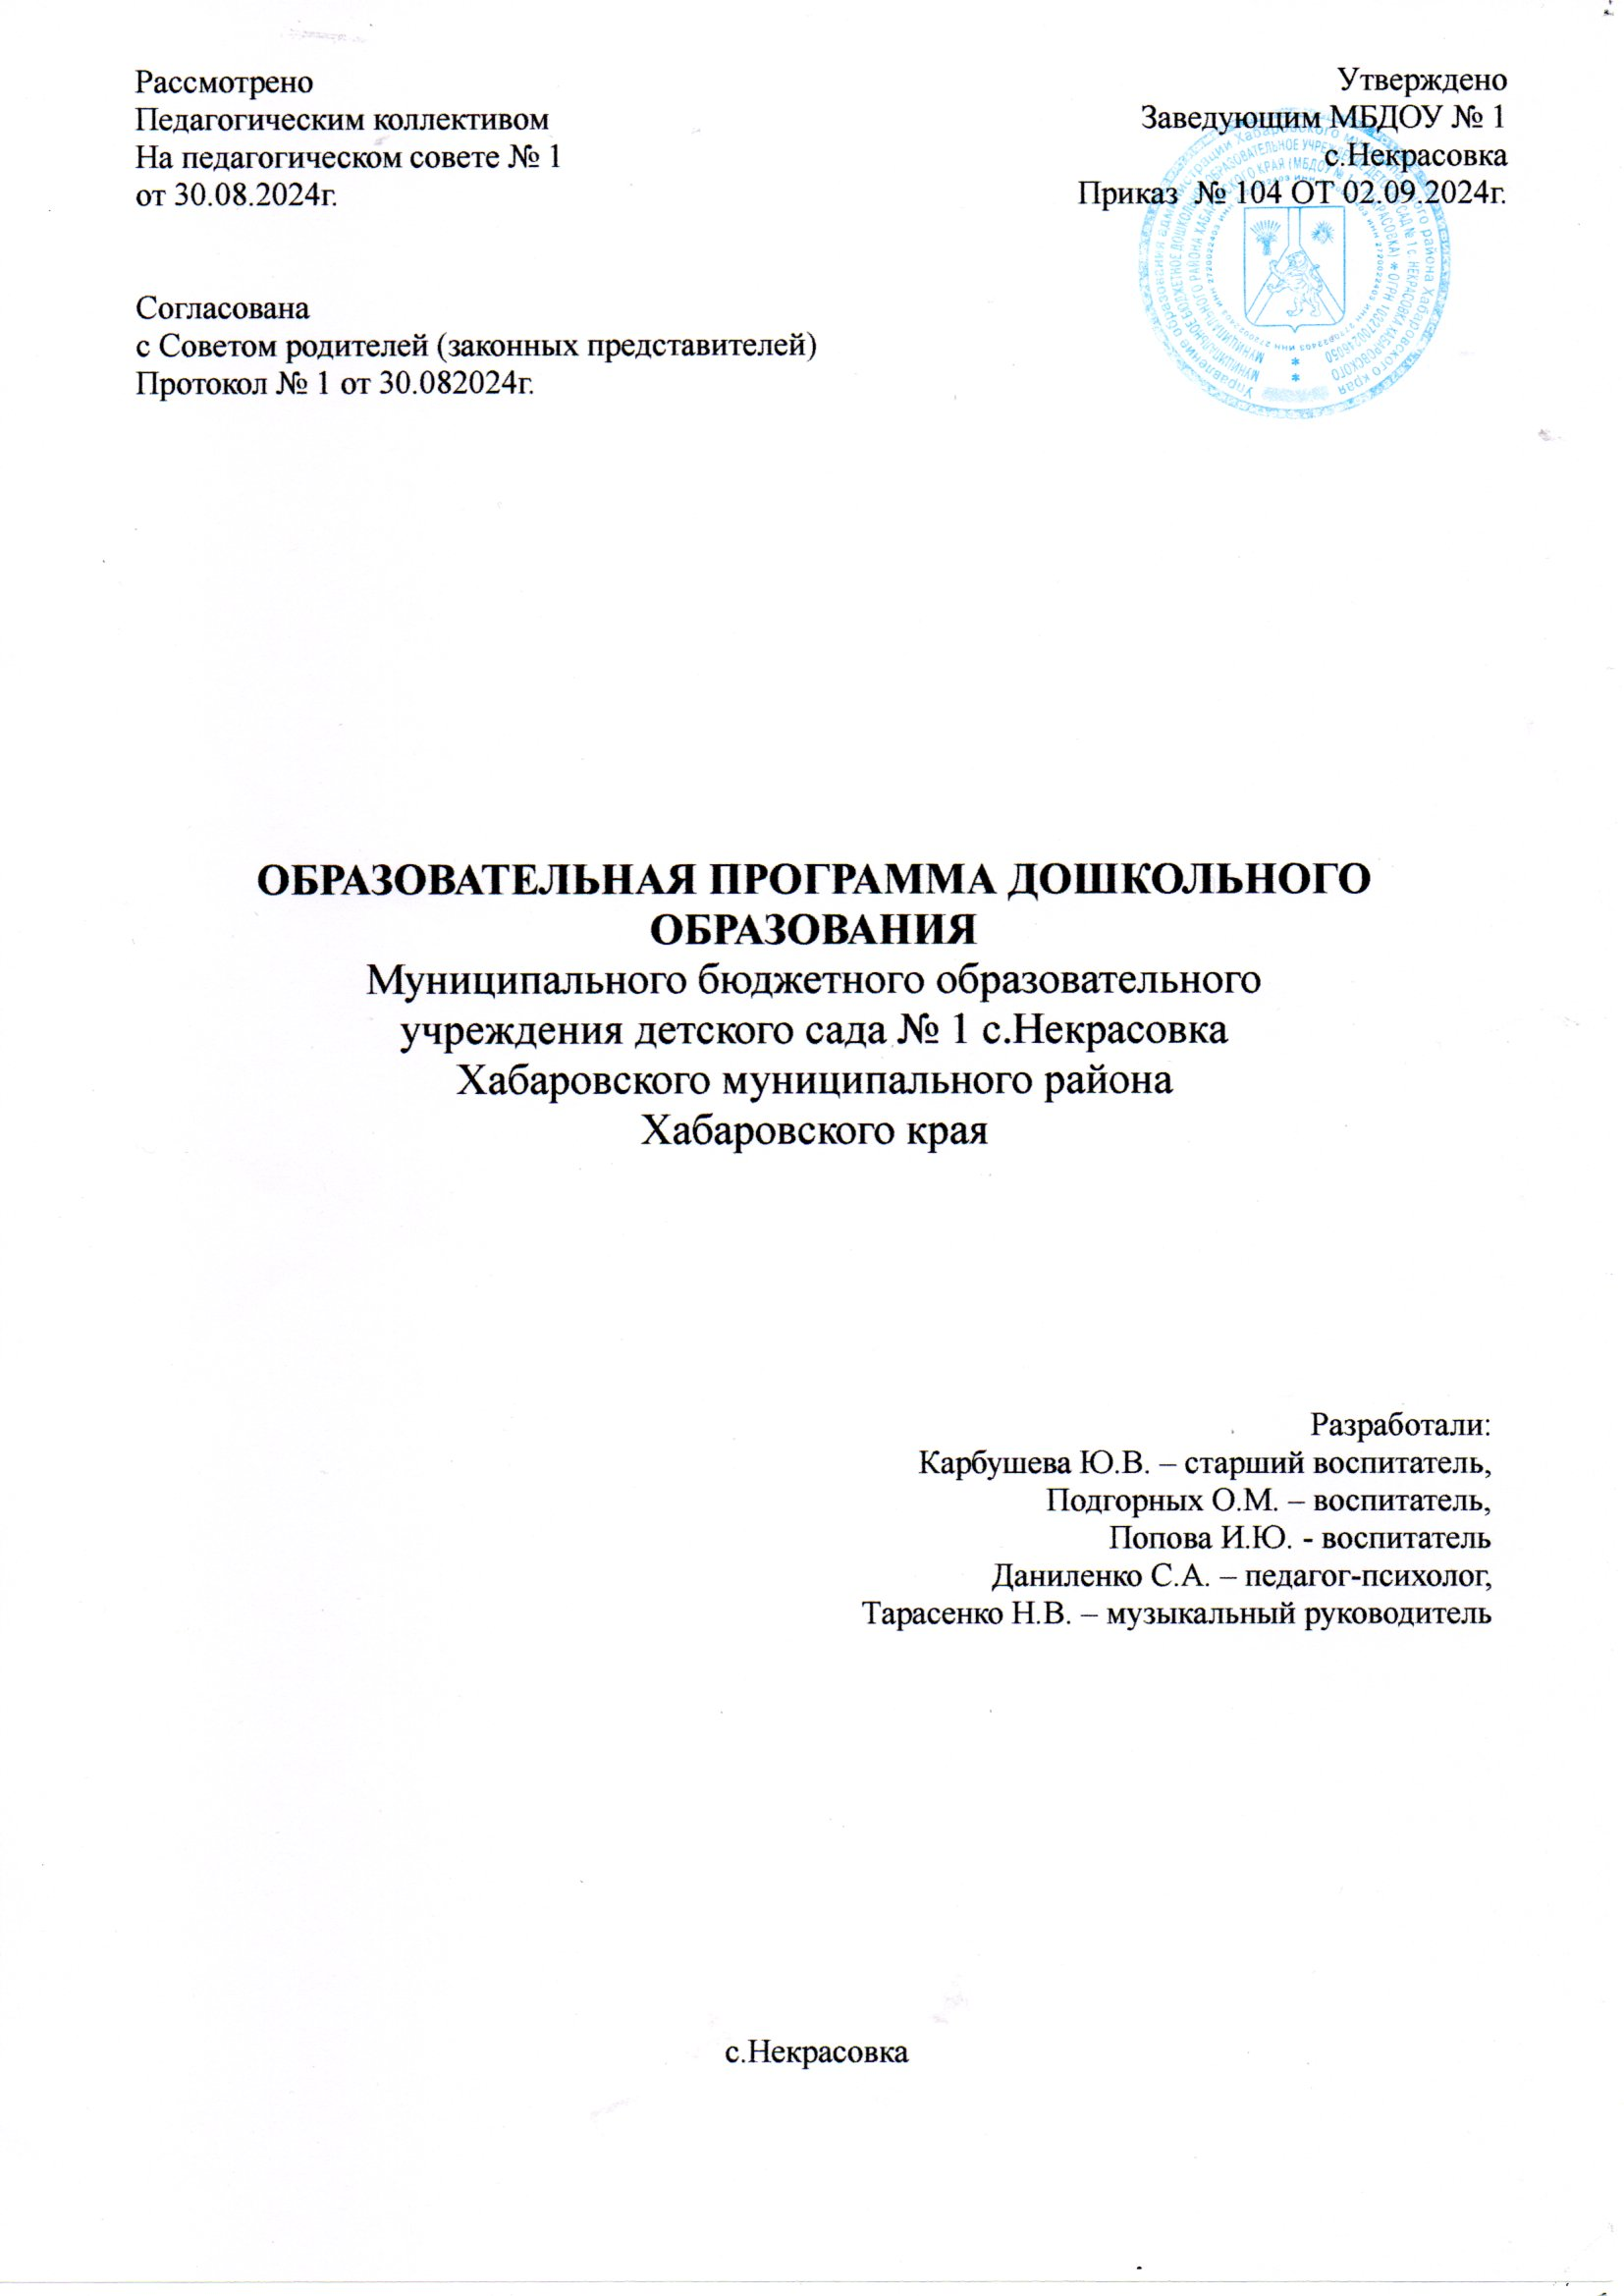 Рассмотрено
Педагогическим коллективом
На педагогическом совете № 1
от 30.08.2024г.
Утверждено
Заведующим МБДОУ № 1
с.Некрасовка
Приказ № 104 ОТ 02.09.2024г.
Согласована
с Советом родителей (законных представителей)
Протокол № 1 от 30.082024г.
ОБРАЗОВАТЕЛЬНАЯ ПРОГРАММА ДОШКОЛЬНОГО
ОБРАЗОВАНИЯ
Муниципального бюджетного образовательного
учреждения детского сада № 1 с.Некрасовка
Хабаровского муниципального района
Хабаровского края
Разработали:
Карбушева Ю.В. – старший воспитатель,
Подгорных О.М. – воспитатель,
Попова И.Ю. - воспитатель
Даниленко С.А. – педагог-психолог,
Тарасенко Н.В. – музыкальный руководитель
с.Некрасовка